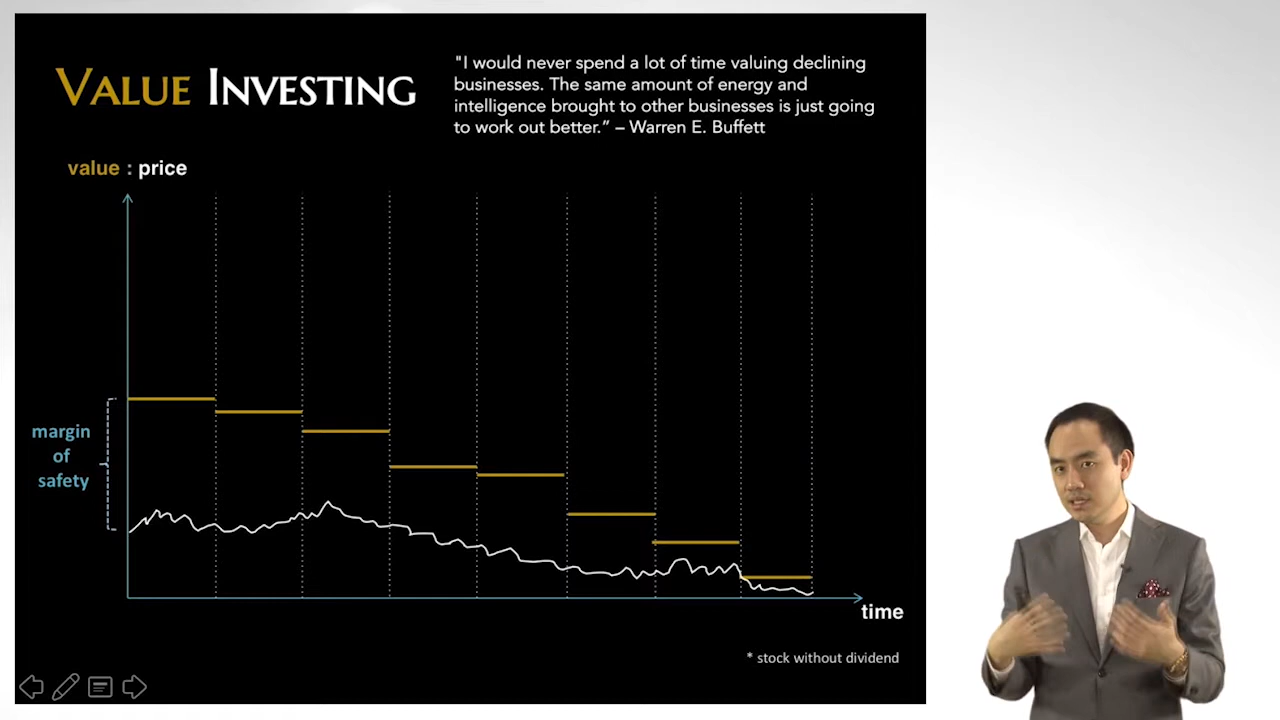 VALUE INVESTING
"I would never spend a lot of time valuing declining
businesses. The same amount of energy and
intelligence brought to other businesses is just going
to work out better.” – Warren E. Buffett
value : price
margin
of
safety
time
* stock without dividend